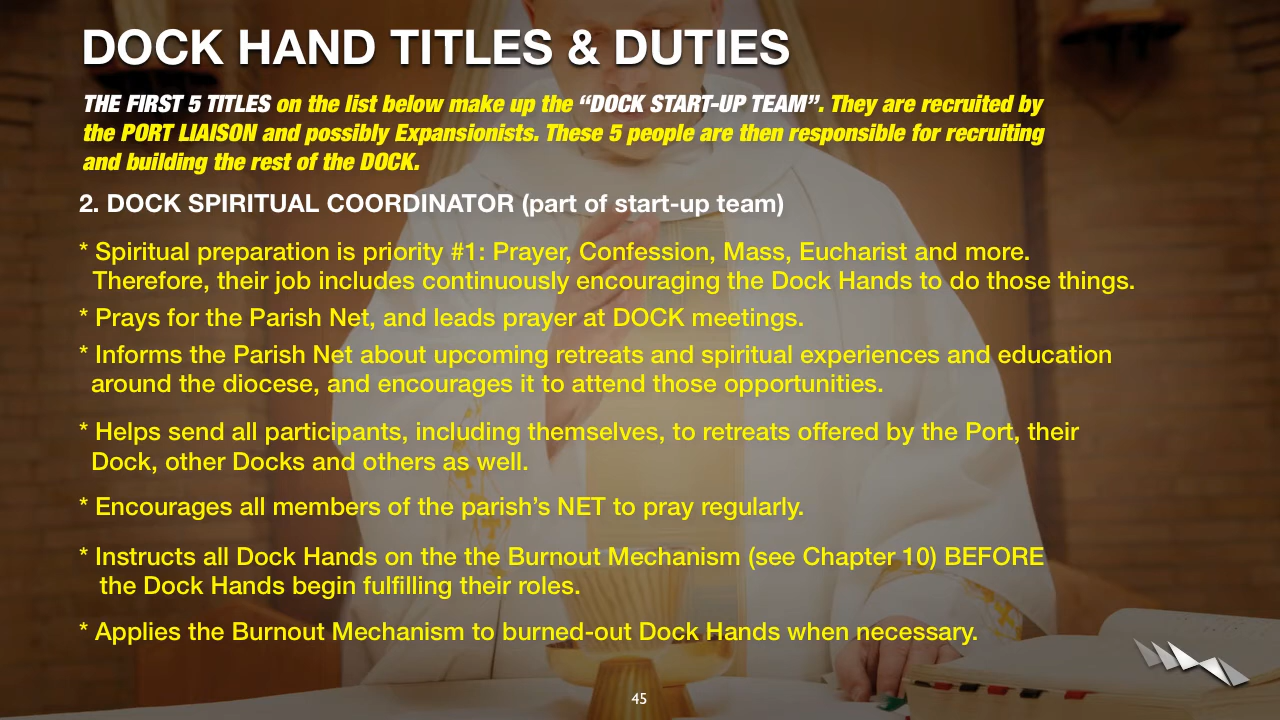 DOCK HAND TITLES & DUTIES
THE FIRST 5 TITLES on the list below make up the “DOCK START-UP TEAM”. They are recruited by
the PORT LIAISON and possibly Expansionists. These 5 people are then responsible for recruiting
and building the rest of the DOCK.
2. DOCK SPIRITUAL COORDINATOR (part of start-up team)
* Spiritual preparation is priority #1: Prayer, Confession, Mass, Eucharist and more.
Therefore, their job includes continuously encouraging the Dock Hands to do those things.
* Prays for the Parish Net, and leads prayer at DOCK meetings.
* Informs the Parish Net about upcoming retreats and spiritual experiences and education
around the diocese, and encourages it to attend those opportunities.
* Helps send all participants, including themselves, to retreats offered by the Port, their
Dock, other Docks and others as well.
* Encourages all members of the parish’s NET to pray regularly.
* Instructs all Dock Hands on the the Burnout Mechanism (see Chapter 10) BEFORE
the Dock Hands begin fulfilling their roles.
* Applies the Burnout Mechanism to burned-out Dock Hands when necessary.
45